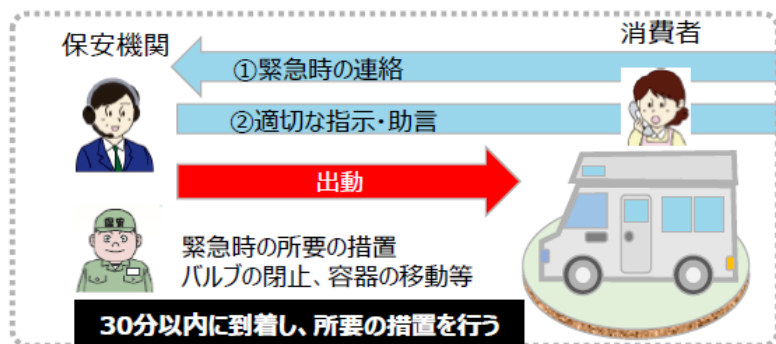 保安機関
消費者
①緊急時の連絡
②適切な指示・助言
出動
保安
緊急時の所要の措置
バルブの閉止、容器の移動等
30分以内に到着し、所要の措置を行う